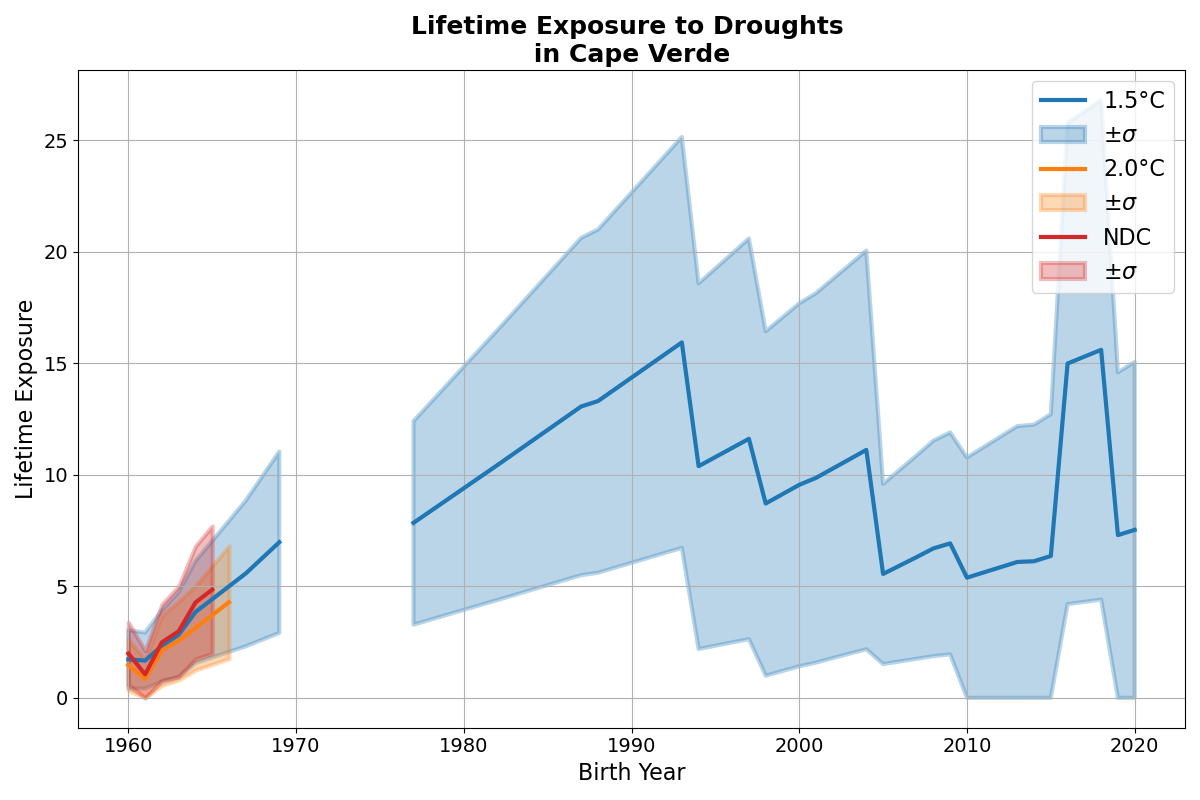 Lifetime Exposure to Droughts
in Cape Verde
Lifetime Exposure
25
20
15
10
5
0
1960 1970 1980 1990 2000 2010 2020
Birth Year
1.5°C
±σ
2.0°C
±σ
NDC
±σ